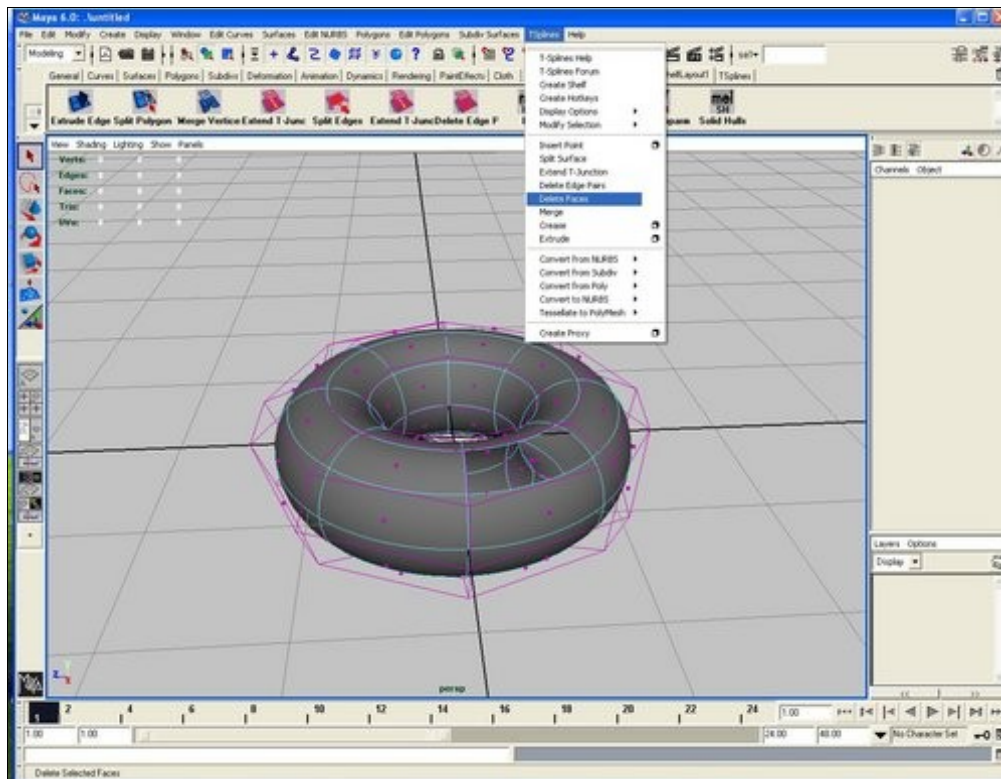 Maya 6.0: .\untitled
File Edit Modify Create Display Window Edit Curves Surfaces Edit NURBS Polygons Edit Polygons Subdiv Surfaces TSplines Help
Modeling
sel*
General Curves Surfaces Polygons Subdivs Deformation Animation Dynamics Rendering PaintEffects Cloth TSplines
Extrude Edge Split Polygon Merge Vertice Extend T-Junc Split Edges Extend T-Junc Delete Edge P Solid Hulls
View Shading Lighting Show Panels
Verts:
Edges:
Faces:
Tris:
UVs:
T-Splines Help
T-Splines Forum
Create Shelf
Create Hotkeys
Display Options
Modify Selection
Insert Point
Split Surface
Extend T-Junction
Delete Edge Pairs
Delete Faces
Merge
Crease
Extrude
Convert from NURBS
Convert from Subdiv
Convert from Poly
Convert to NURBS
Tessellate to PolyMesh
Create Proxy
Channels Object
Layers Options
Display
persp
1 2 4 6 8 10 12 14 16 18 20 22 24 1.00
1.00 1.00 24.00 48.00 No Character Set
Delete Selected Faces